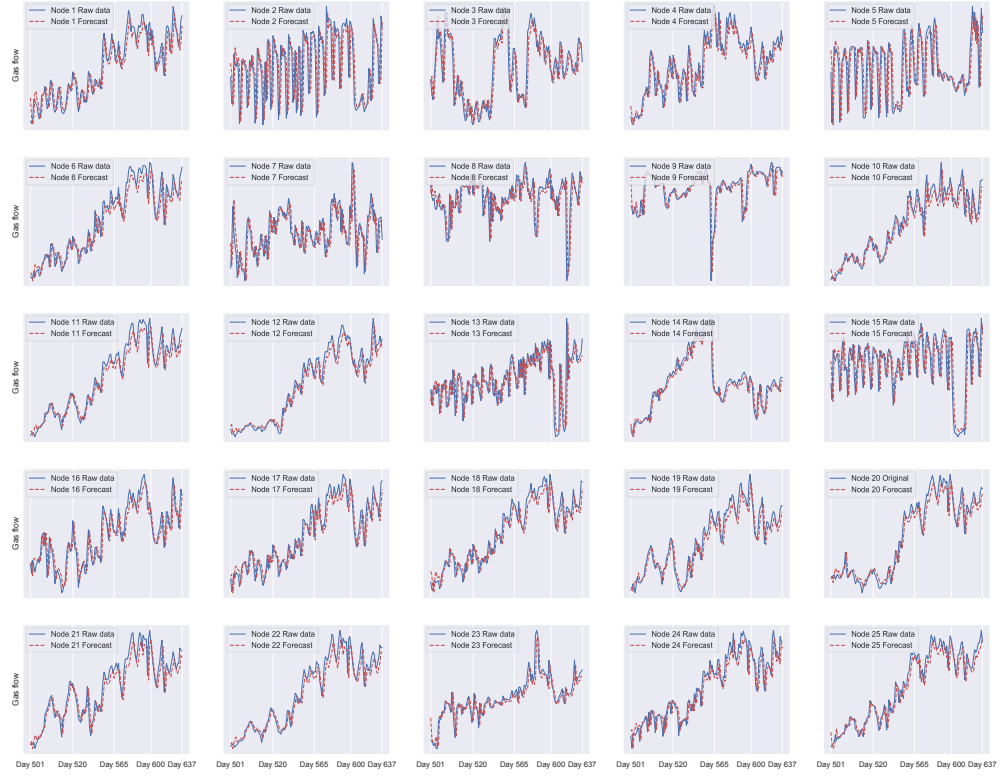 Node 1 Raw data
Node 1 Forecast
Node 2 Raw data
Node 2 Forecast
Node 3 Raw data
Node 3 Forecast
Node 4 Raw data
Node 4 Forecast
Node 5 Raw data
Node 5 Forecast
Gas flow
Node 6 Raw data
Node 6 Forecast
Node 7 Raw data
Node 7 Forecast
Node 8 Raw data
Node 8 Forecast
Node 9 Raw data
Node 9 Forecast
Node 10 Raw data
Node 10 Forecast
Gas flow
Node 11 Raw data
Node 11 Forecast
Node 12 Raw data
Node 12 Forecast
Node 13 Raw data
Node 13 Forecast
Node 14 Raw data
Node 14 Forecast
Node 15 Raw data
Node 15 Forecast
Gas flow
Node 16 Raw data
Node 16 Forecast
Node 17 Raw data
Node 17 Forecast
Node 18 Raw data
Node 18 Forecast
Node 19 Raw data
Node 19 Forecast
Node 20 Original
Node 20 Forecast
Gas flow
Node 21 Raw data
Node 21 Forecast
Node 22 Raw data
Node 22 Forecast
Node 23 Raw data
Node 23 Forecast
Node 24 Raw data
Node 24 Forecast
Node 25 Raw data
Node 25 Forecast
Gas flow
Day 501 Day 520 Day 565 Day 600 Day 637
Day 501 Day 520 Day 565 Day 600 Day 637
Day 501 Day 520 Day 565 Day 600 Day 637
Day 501 Day 520 Day 565 Day 600 Day 637
Day 501 Day 520 Day 565 Day 600 Day 637